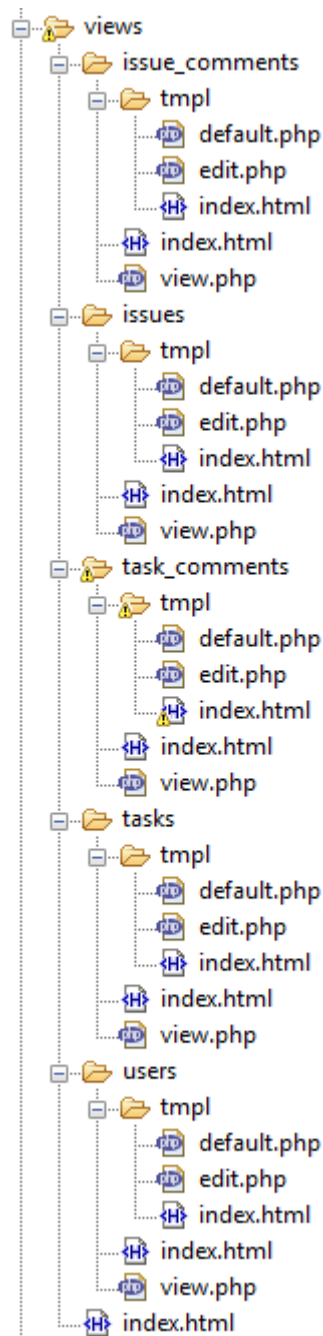 views
issue_comments
tmpl
default.php
edit.php
index.html
index.html
view.php
issues
tmpl
default.php
edit.php
index.html
index.html
view.php
task_comments
tmpl
default.php
edit.php
index.html
index.html
view.php
tasks
tmpl
default.php
edit.php
index.html
index.html
view.php
users
tmpl
default.php
edit.php
index.html
index.html
view.php
index.html